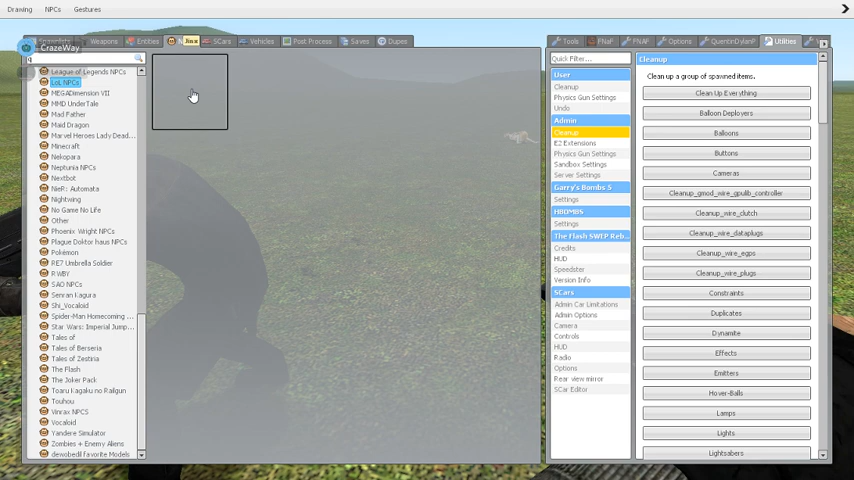 Drawing NPCs Gestures
CrazeWay
Weapons Entities N Jinx SCars Vehicles Post Process Saves Dupes
q
League of Legends NPCs
LoL NPCs
MEGADimension VII
MMD UnderTale
Mad Father
Maid Dragon
Marvel Heroes Lady Dead...
Minecraft
Nekopara
Neptunia NPCs
Nextbot
NieR: Automata
Nightwing
No Game No Life
Other
Phoenix Wright NPCs
Plague Doktor haus NPCs
Pokémon
RE7 Umbrella Soldier
RWBY
SAO NPCs
Senran Kagura
Shi_Vocaloid
Spider-Man Homecoming ...
Star Wars: Imperial Jump...
Tales of
Tales of Berseria
Tales of Zestiria
The Flash
The Joker Pack
Toaru Kagaku no Railgun
Touhou
Vinrax NPCS
Vocaloid
Yandere Simulator
Zombies + Enemy Aliens
dewobedil favorite Models
Tools FNaF FNAF Options QuentinDylanP Utilities
Quick Filter...
User
Cleanup
Physics Gun Settings
Undo
Admin
Cleanup
E2 Extensions
Physics Gun Settings
Sandbox Settings
Server Settings
Garry's Bombs 5
Settings
HBOMBS
Settings
The Flash SWEP Reb...
Credits
HUD
Speedster
Version Info
SCars
Admin Car Limitations
Admin Options
Camera
Controls
HUD
Radio
Options
Rear view mirror
SCar Editor
Cleanup
Clean up a group of spawned items.
Clean Up Everything
Balloon Deployers
Balloons
Buttons
Cameras
Cleanup_gmod_wire_gpulib_controller
Cleanup_wire_clutch
Cleanup_wire_dataplugs
Cleanup_wire_egps
Cleanup_wire_plugs
Constraints
Duplicates
Dynamite
Effects
Emitters
Hover-Balls
Lamps
Lights
Lightsabers